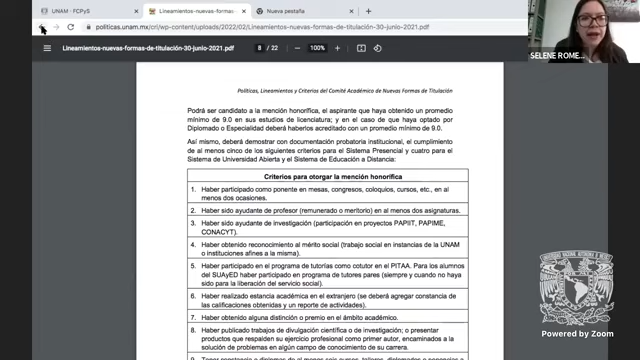 UNAM : FCPyS
Lineamientos-nuevas-formas-de
Nueva pestaña
politicas.unam.mx/cri/wp-content/uploads/2022/02/Lineamientos-nuevas-formas-de-titulación-30-junio-2021.pdf
Lineamientos-nuevas-formas-de-titulación-30-junio-2021.pdf
8 / 22
100%
SELENE ROME...
Políticas, Lineamientos y Criterios del Comité Académico de Nuevas Formas de Titulación
Podrá ser candidato a la mención honorífica, el aspirante que haya obtenido un promedio
mínimo de 9.0 en sus estudios de licenciatura; y en el caso de que haya optado por
Diplomado o Especialidad deberá haberlos acreditado con un promedio mínimo de 9.0.
Así mismo, deberá demostrar con documentación probatoria institucional, el cumplimiento
de al menos cinco de los siguientes criterios para el Sistema Presencial y cuatro para el
Sistema de Universidad Abierta y el Sistema de Educación a Distancia:
Criterios para otorgar la mención honorífica
1. Haber participado como ponente en mesas, congresos, coloquios, cursos, etc., en al
menos dos ocasiones.
2. Haber sido ayudante de profesor (remunerado o meritorio) en al menos dos asignaturas.
3. Haber sido ayudante de investigación (participación en proyectos PAPIIT, PAPIME,
CONACYT).
4. Haber obtenido reconocimiento al mérito social (trabajo social en instancias de la UNAM
o instituciones afines a la misma).
5. Haber participado en el programa de tutorías como cotutor en el PITAA. Para los alumnos
del SUAyED haber participado en programa de tutores pares (siempre y cuando no haya
sido para la liberación del servicio social).
6. Haber realizado estancia académica en el extranjero (se deberá agregar constancia de
las calificaciones obtenidas y un reporte de actividades).
7. Haber obtenido alguna distinción o premio en el ámbito académico.
8. Haber publicado trabajos de divulgación científica o de investigación; o presentar
productos que respalden su ejercicio profesional como primer autor, encaminados a la
solución de problemas en algún campo de conocimiento de su carrera.
Powered by Zoom